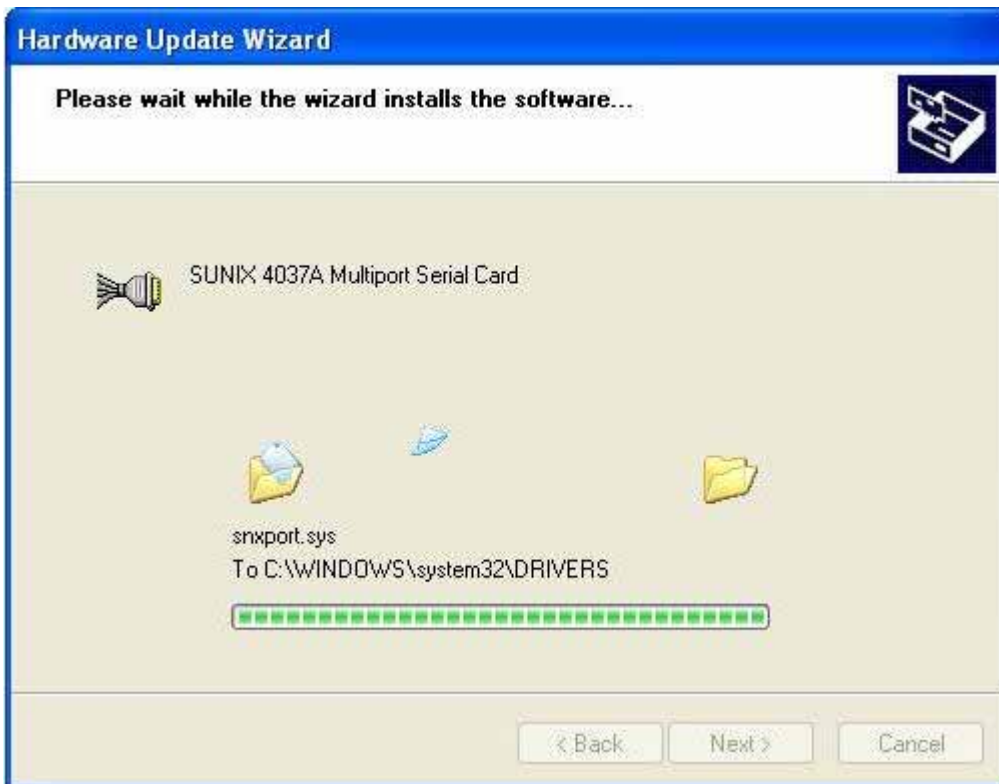 Hardware Update Wizard
Please wait while the wizard installs the software...
SUNIX 4037A Multiport Serial Card
snxport.sys
To C:\WINDOWS\system32\DRIVERS
< Back
Next >
Cancel